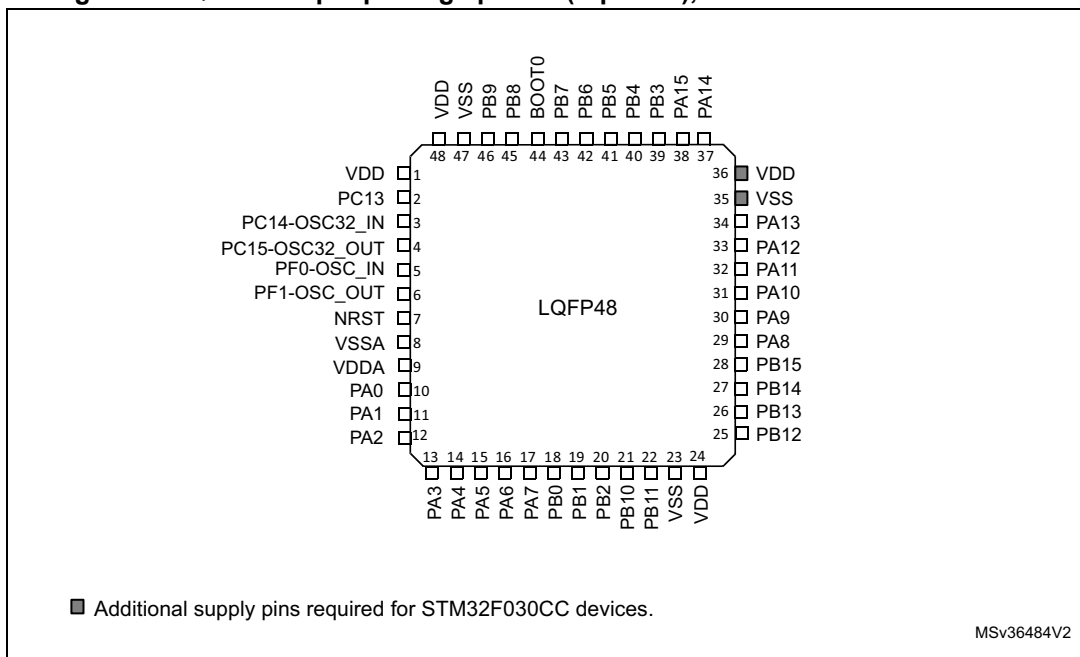 VDD
VSS
PB9
PB8
BOOT0
PB7
PB6
PB5
PB4
PB3
PA15
PA14
48 47 46 45 44 43 42 41 40 39 38 37
VDD 1
PC13 2
PC14-OSC32_IN 3
PC15-OSC32_OUT 4
PF0-OSC_IN 5
PF1-OSC_OUT 6
NRST 7
VSSA 8
VDDA 9
PA0 10
PA1 11
PA2 12
LQFP48
36 VDD
35 VSS
34 PA13
33 PA12
32 PA11
31 PA10
30 PA9
29 PA8
28 PB15
27 PB14
26 PB13
25 PB12
13 14 15 16 17 18 19 20 21 22 23 24
PA3
PA4
PA5
PA6
PA7
PB0
PB1
PB2
PB10
PB11
VSS
VDD
Additional supply pins required for STM32F030CC devices.
MSv36484V2